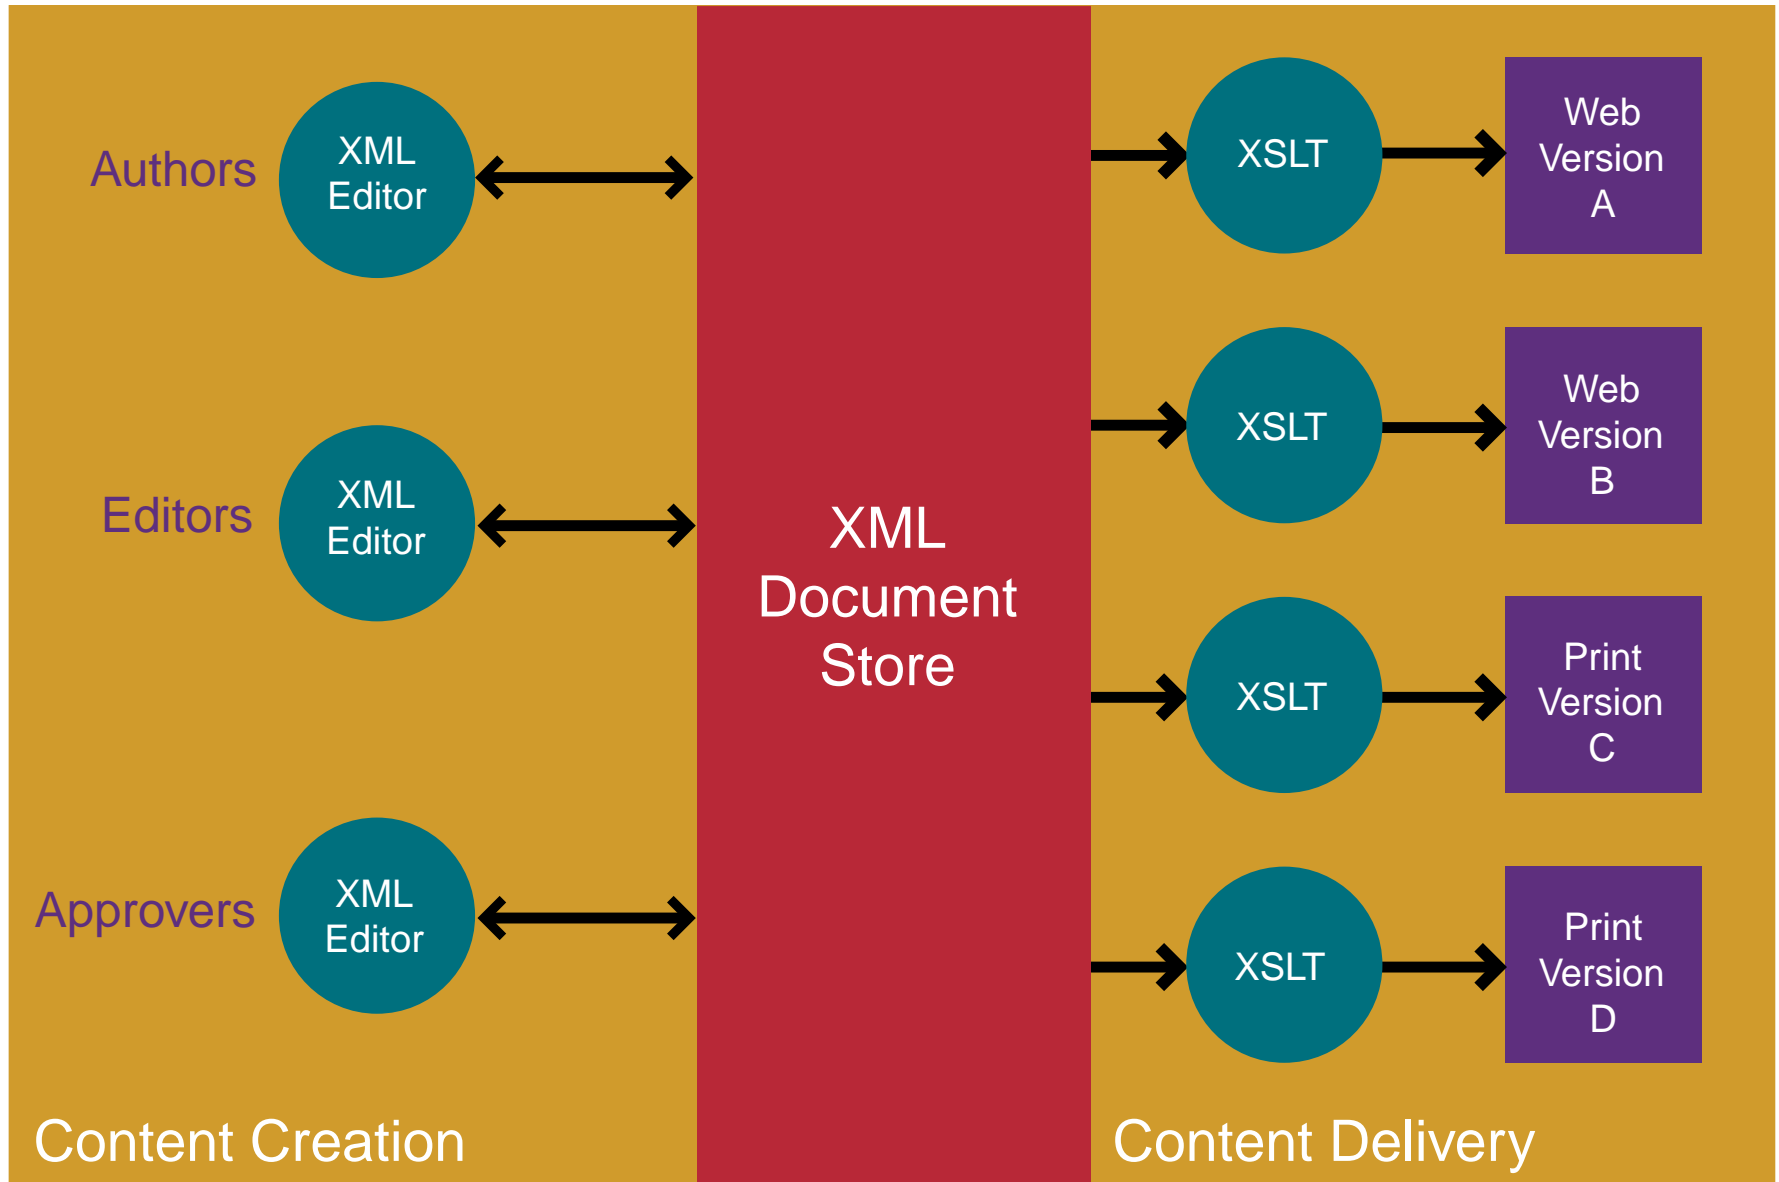 Authors
XML
Editor
Editors
XML
Editor
Approvers
XML
Editor
Content Creation
XML
Document
Store
XSLT
Web
Version
A
XSLT
Web
Version
B
XSLT
Print
Version
C
XSLT
Print
Version
D
Content Delivery